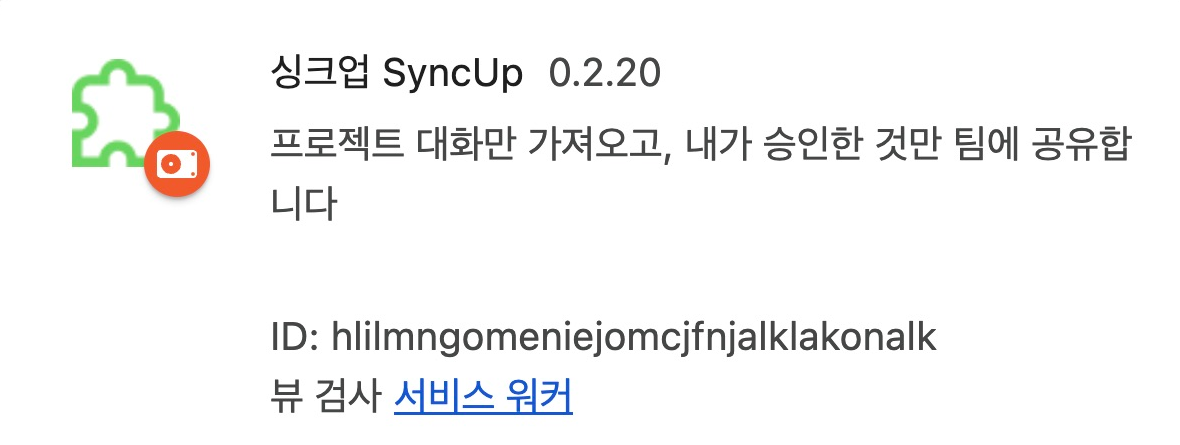 싱크업 SyncUp 0.2.20
프로젝트 대화만 가져오고, 내가 승인한 것만 팀에 공유합
니다
ID: hlilmngomeniejomcjfnjalklakonalk
뷰 검사 서비스 워커